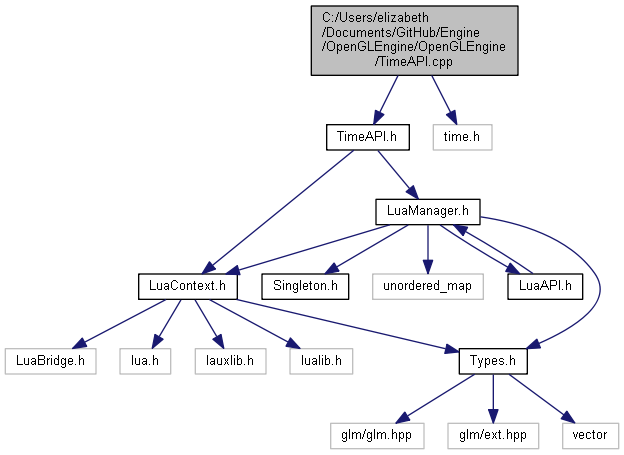 C:/Users/elizabeth
/Documents/GitHub/Engine
/OpenGLEngine/OpenGLEngine
/TimeAPI.cpp
TimeAPI.h
time.h
LuaManager.h
LuaContext.h
Singleton.h
unordered_map
LuaAPI.h
LuaBridge.h
lua.h
lauxlib.h
lualib.h
Types.h
glm/glm.hpp
glm/ext.hpp
vector